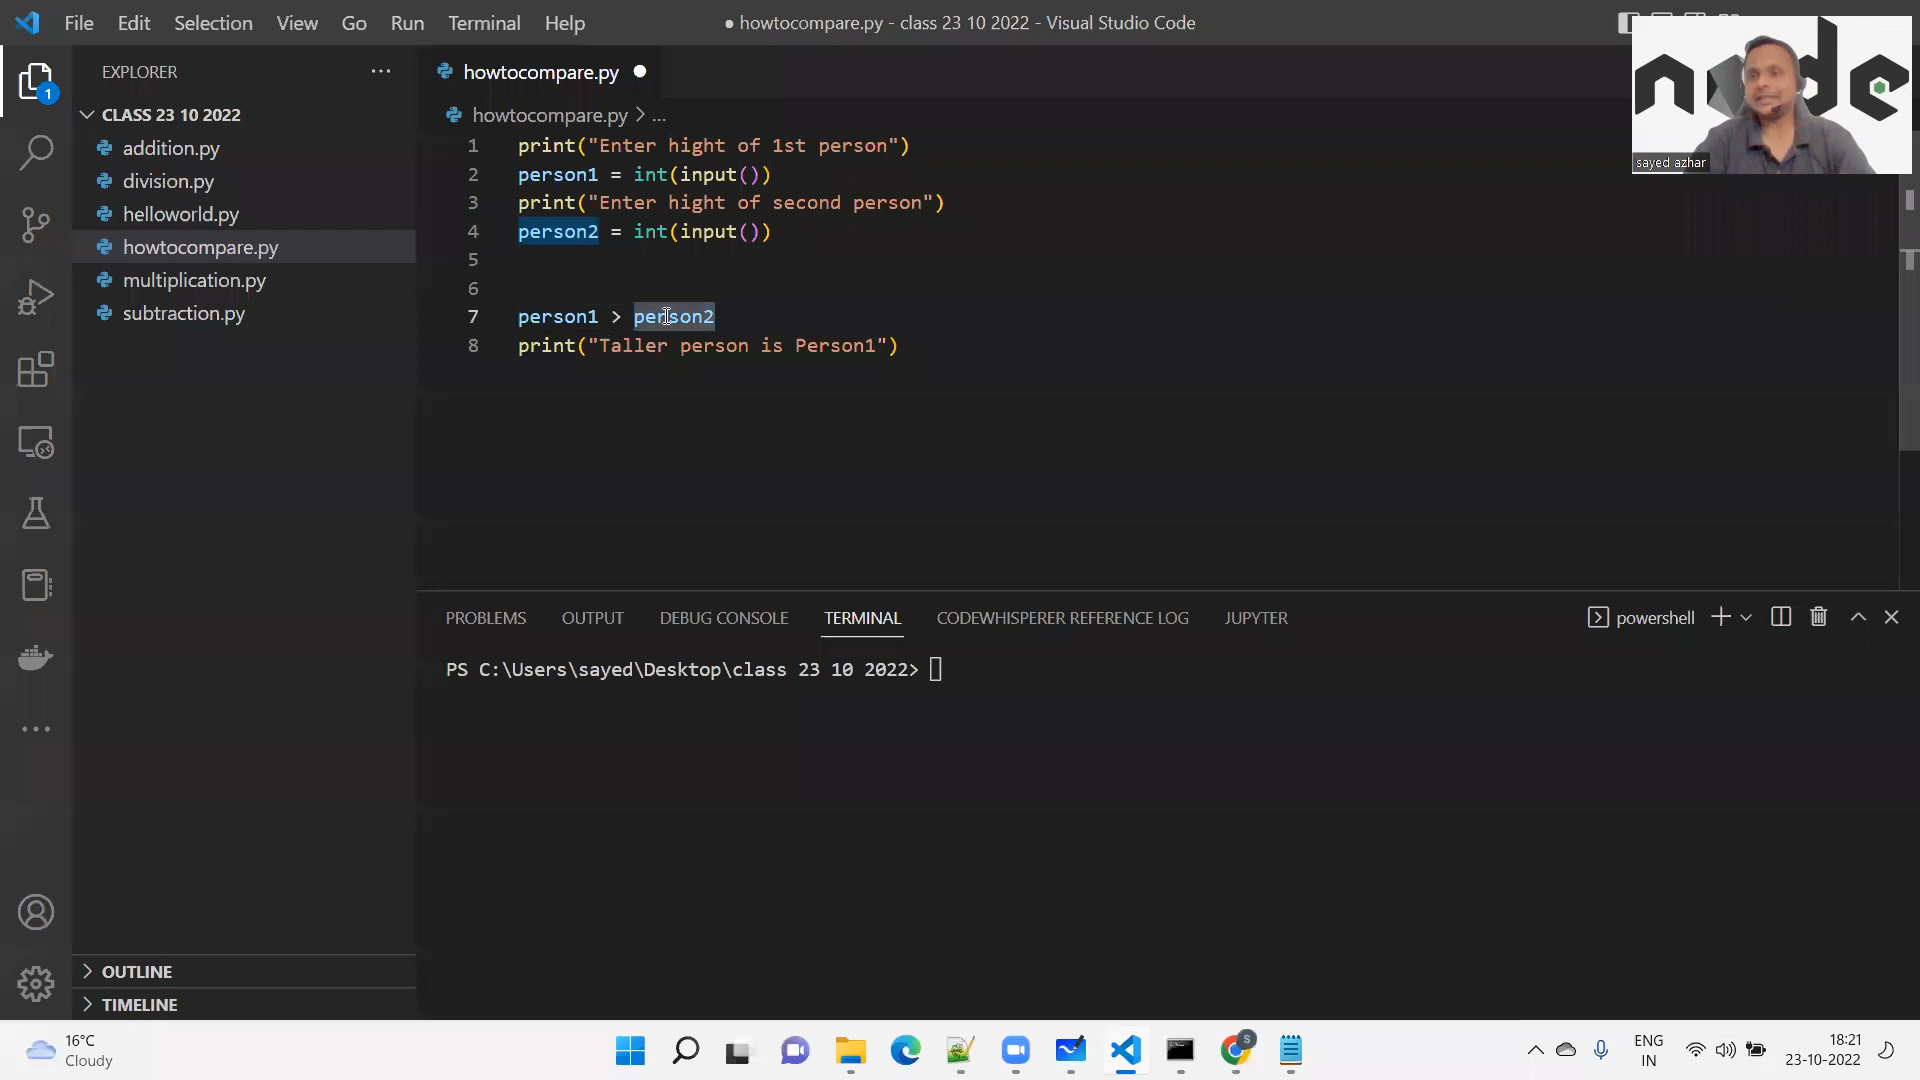 File Edit Selection View Go Run Terminal Help
● howtocompare.py - class 23 10 2022 - Visual Studio Code
node
sayed azhar
EXPLORER
1
CLASS 23 10 2022
addition.py
division.py
helloworld.py
howtocompare.py
multiplication.py
subtraction.py
OUTLINE
TIMELINE
howtocompare.py
howtocompare.py > ...
1 print("Enter hight of 1st person")
2 person1 = int(input())
3 print("Enter hight of second person")
4 person2 = int(input())
5
6
7 person1 > person2
8 print("Taller person is Person1")
PROBLEMS OUTPUT DEBUG CONSOLE TERMINAL CODEWHISPERER REFERENCE LOG JUPYTER
powershell
PS C:\Users\sayed\Desktop\class 23 10 2022>
16°C
Cloudy
S
ENG
IN
18:21
23-10-2022